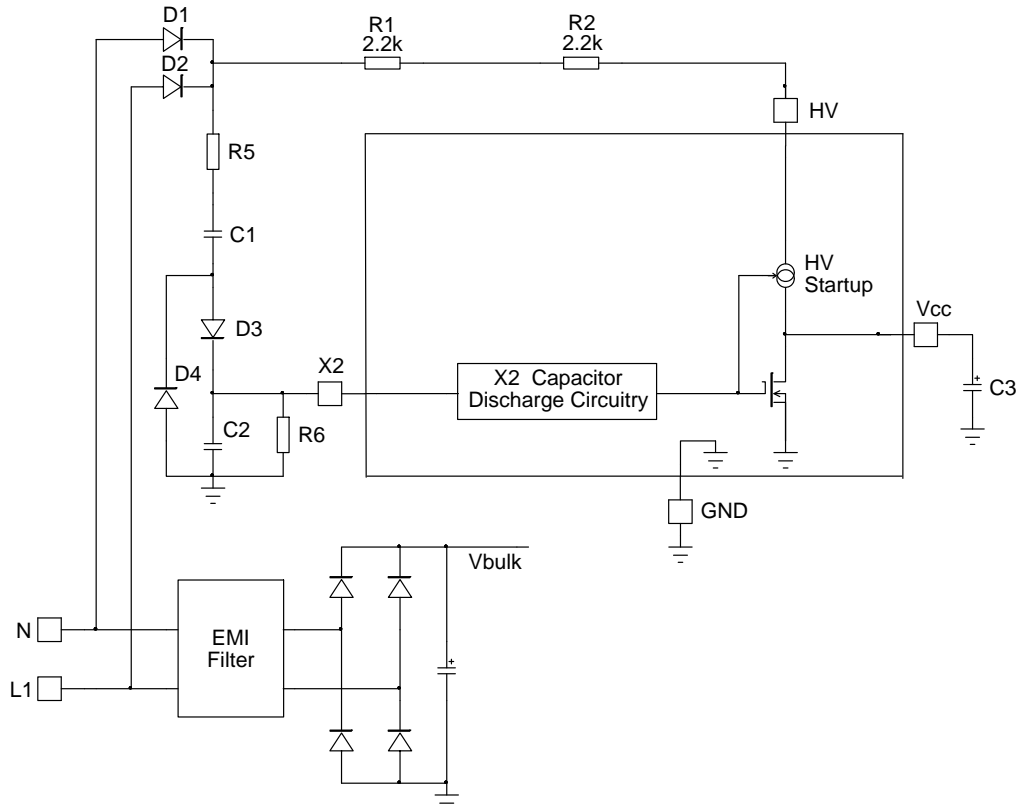 D1
D2
R1
2.2k
R2
2.2k
HV
R5
C1
HV
Startup
Vcc
D3
X2
D4
X2 Capacitor
Discharge Circuitry
C3
C2
R6
GND
Vbulk
N
EMI
Filter
L1
+
+